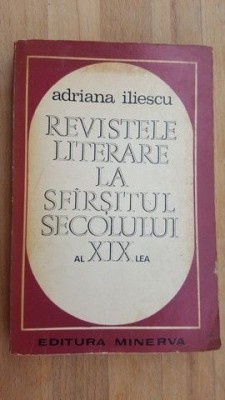 adriana iliescu
REVISTELE
LITERARE
LA
SFÎRȘITUL
SECOLULUI
AL XIX LEA
EDITURA MINERVA